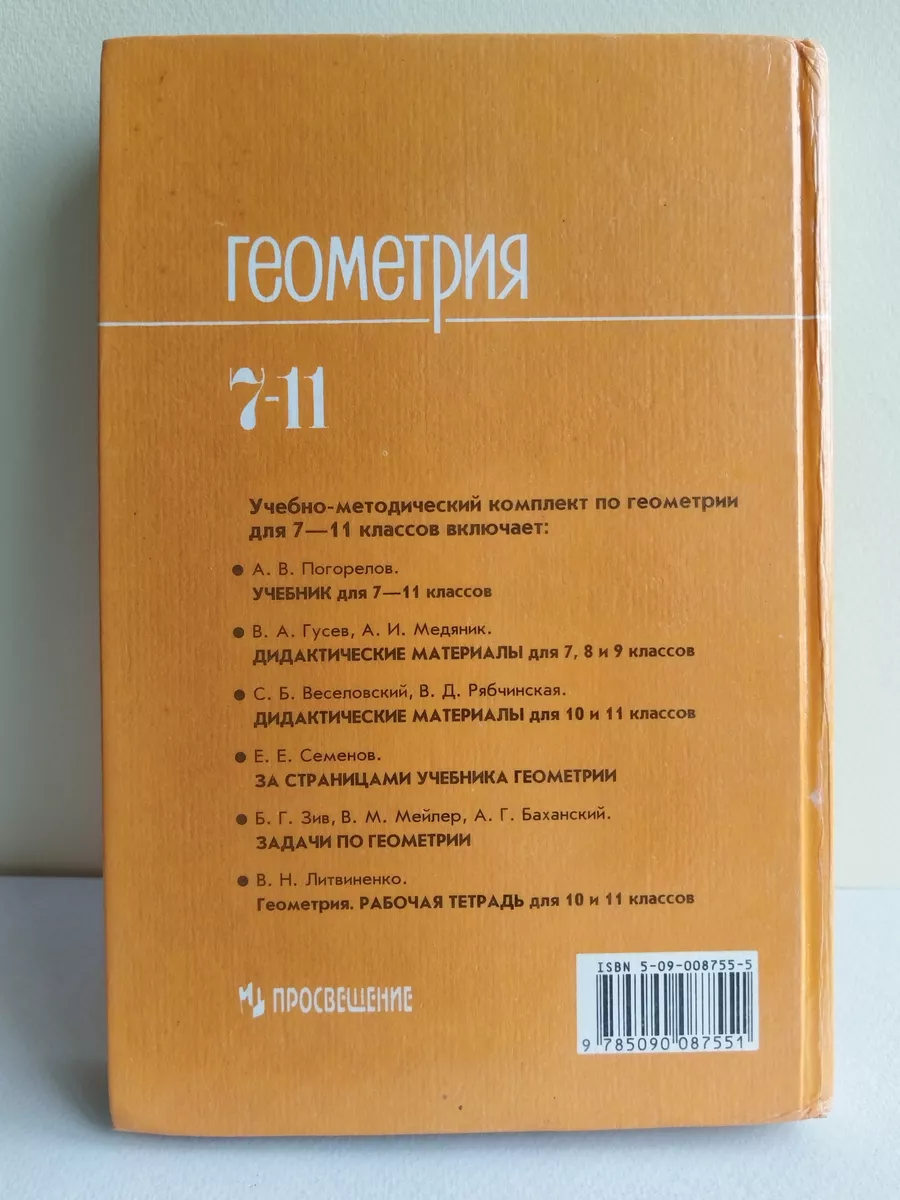 геометрия
7-11
Учебно-методический комплект по геометрии
для 7—11 классов включает:
● А. В. Погорелов.
УЧЕБНИК для 7—11 классов
● В. А. Гусев, А. И. Медяник.
ДИДАКТИЧЕСКИЕ МАТЕРИАЛЫ для 7, 8 и 9 классов
● С. Б. Веселовский, В. Д. Рябчинская.
ДИДАКТИЧЕСКИЕ МАТЕРИАЛЫ для 10 и 11 классов
● Е. Е. Семенов.
ЗА СТРАНИЦАМИ УЧЕБНИКА ГЕОМЕТРИИ
● Б. Г. Зив, В. М. Мейлер, А. Г. Баханский.
ЗАДАЧИ ПО ГЕОМЕТРИИ
● В. Н. Литвиненко.
Геометрия. РАБОЧАЯ ТЕТРАДЬ для 10 и 11 классов
ПРОСВЕЩЕНИЕ
ISBN 5-09-008755-5
9 785090 087551